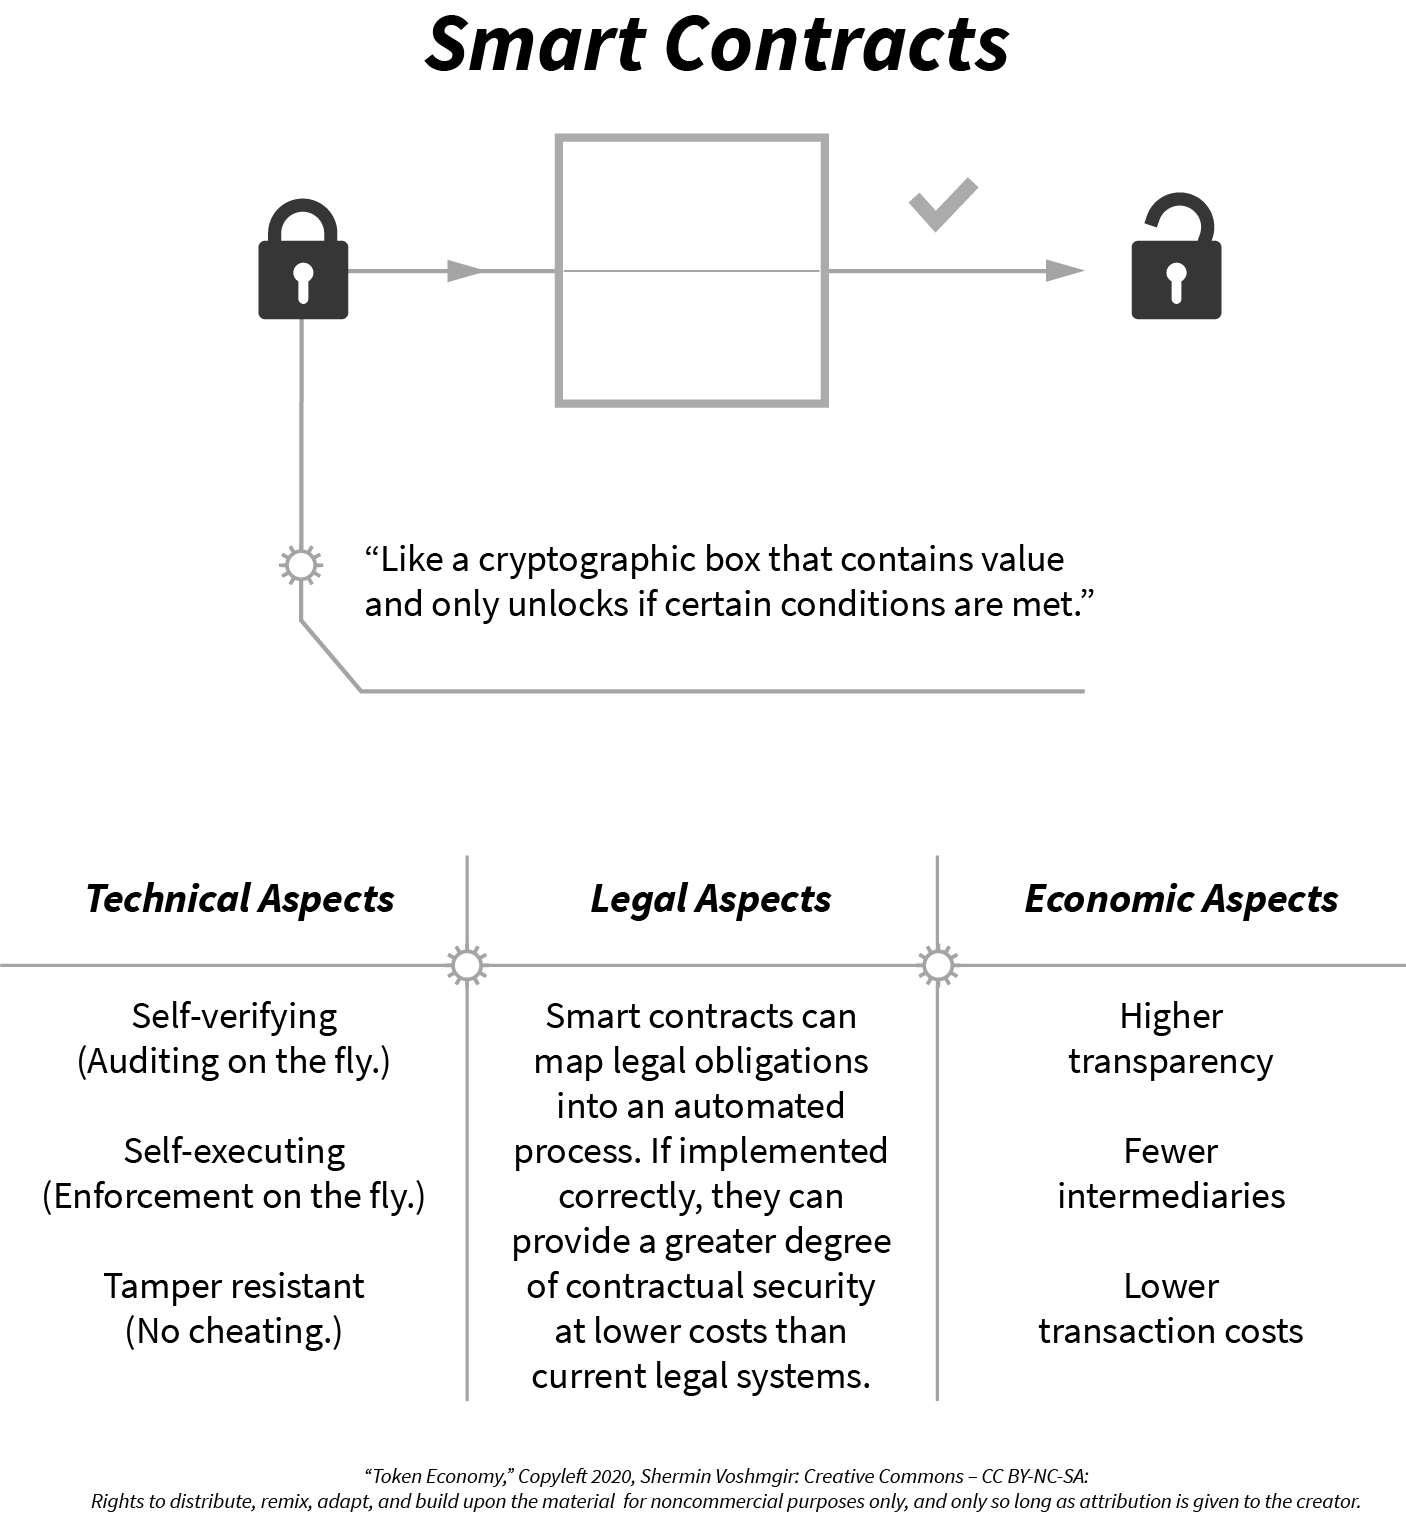 Smart Contracts
“Like a cryptographic box that contains value
and only unlocks if certain conditions are met.”
Technical Aspects
Self-verifying
(Auditing on the fly.)
Self-executing
(Enforcement on the fly.)
Tamper resistant
(No cheating.)
Legal Aspects
Smart contracts can
map legal obligations
into an automated
process. If implemented
correctly, they can
provide a greater degree
of contractual security
at lower costs than
current legal systems.
Economic Aspects
Higher
transparency
Fewer
intermediaries
Lower
transaction costs
“Token Economy,” Copyleft 2020, Shermin Voshmgir: Creative Commons – CC BY-NC-SA:
Rights to distribute, remix, adapt, and build upon the material for noncommercial purposes only, and only so long as attribution is given to the creator.